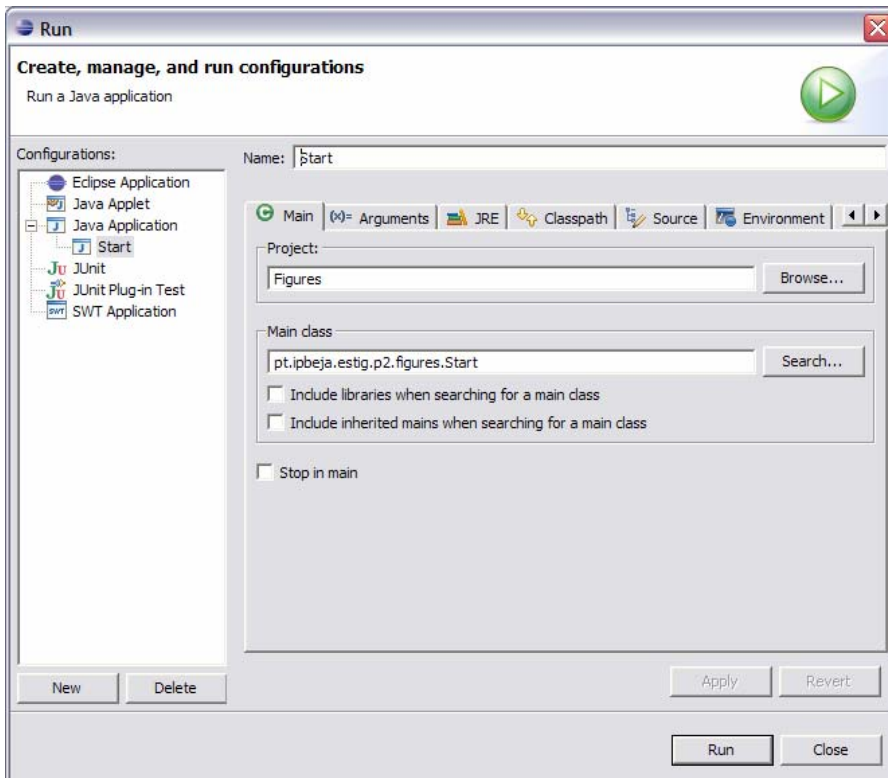 Run
Create, manage, and run configurations
Run a Java application
Configurations:
Eclipse Application
Java Applet
Java Application
Start
JUnit
JUnit Plug-in Test
SWT Application
New
Delete
Name: Start
Main
(x)= Arguments
JRE
Classpath
Source
Environment
Project:
Figures
Browse...
Main class
pt.ipbeja.estig.p2.figures.Start
Search...
Include libraries when searching for a main class
Include inherited mains when searching for a main class
Stop in main
Apply
Revert
Run
Close